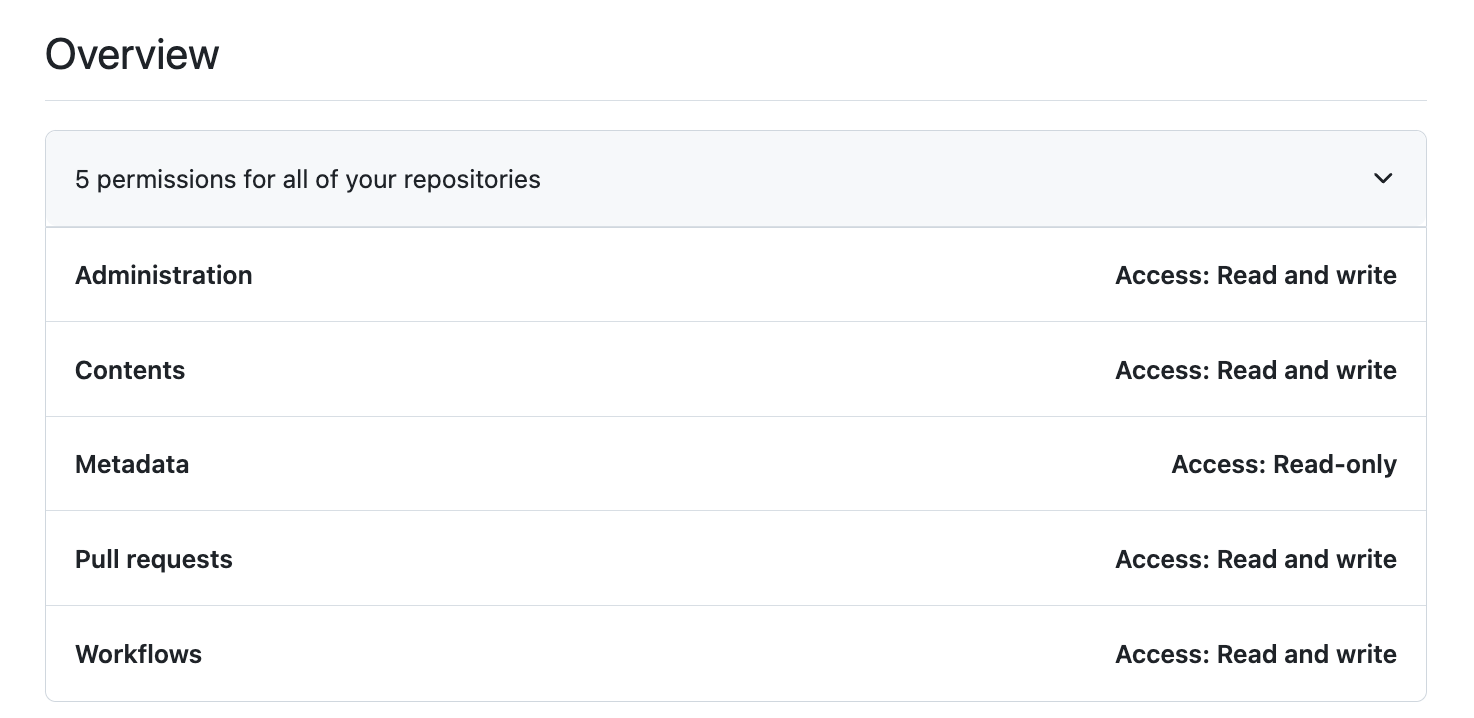 Overview
5 permissions for all of your repositories
Administration Access: Read and write
Contents Access: Read and write
Metadata Access: Read-only
Pull requests Access: Read and write
Workflows Access: Read and write